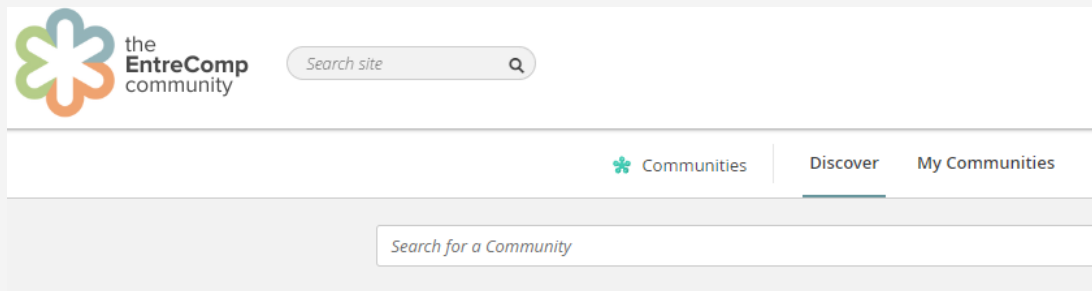 the
EntreComp
community
Search site
Communities
Discover
My Communities
Search for a Community